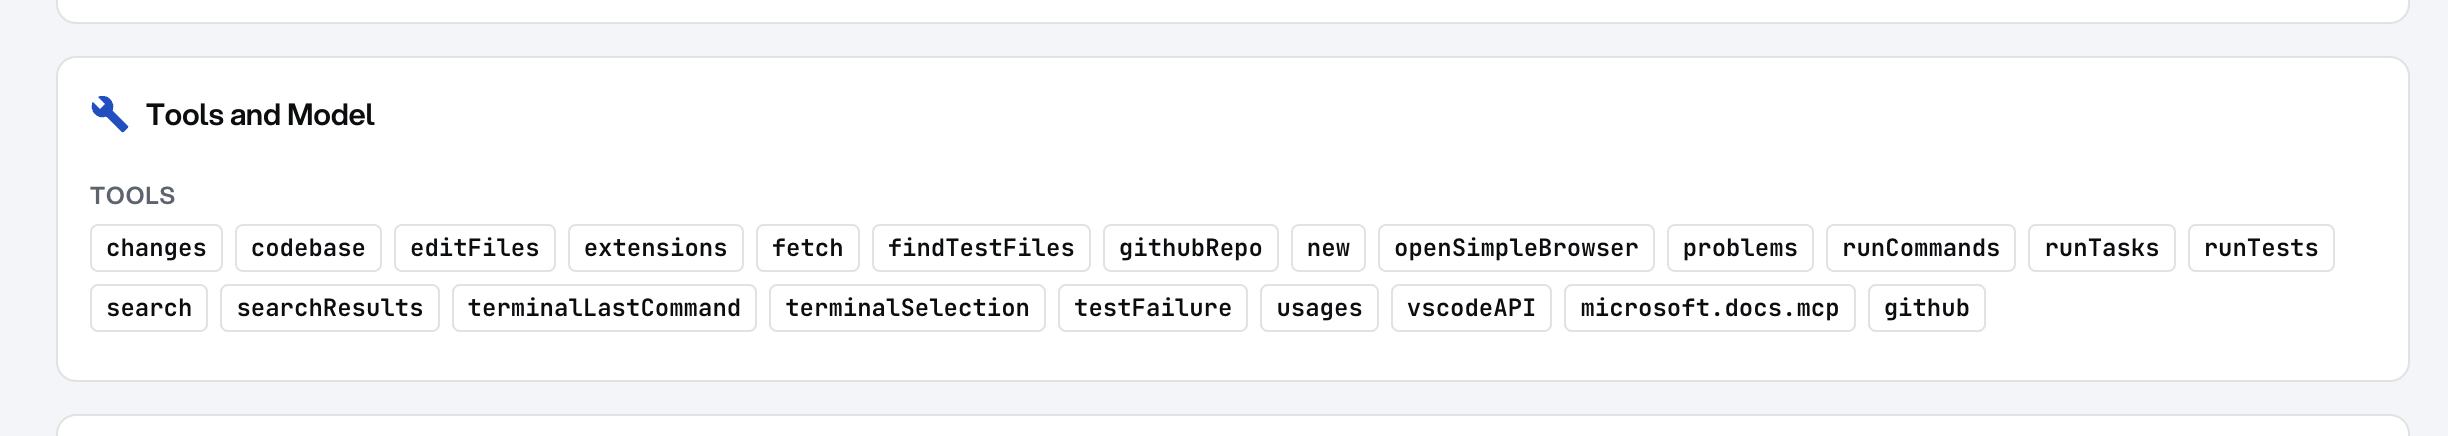 Tools and Model
TOOLS
changes codebase editFiles extensions fetch findTestFiles githubRepo new openSimpleBrowser problems runCommands runTasks runTests
search searchResults terminalLastCommand terminalSelection testFailure usages vscodeAPI microsoft.docs.mcp github